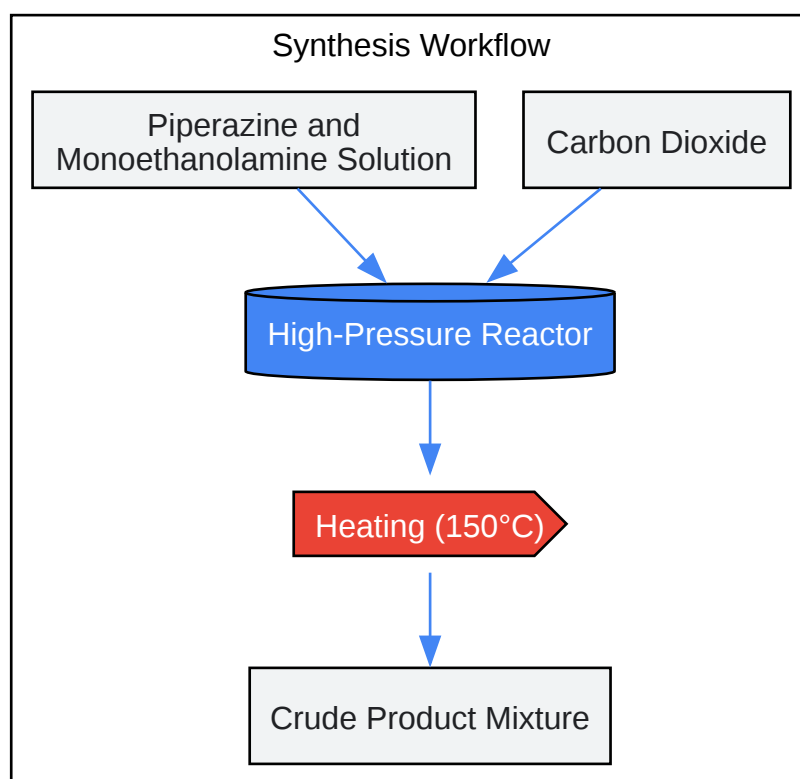 Synthesis Workflow
Piperazine and
Monoethanolamine Solution
Carbon Dioxide
High-Pressure Reactor
Heating (150°C)
Crude Product Mixture